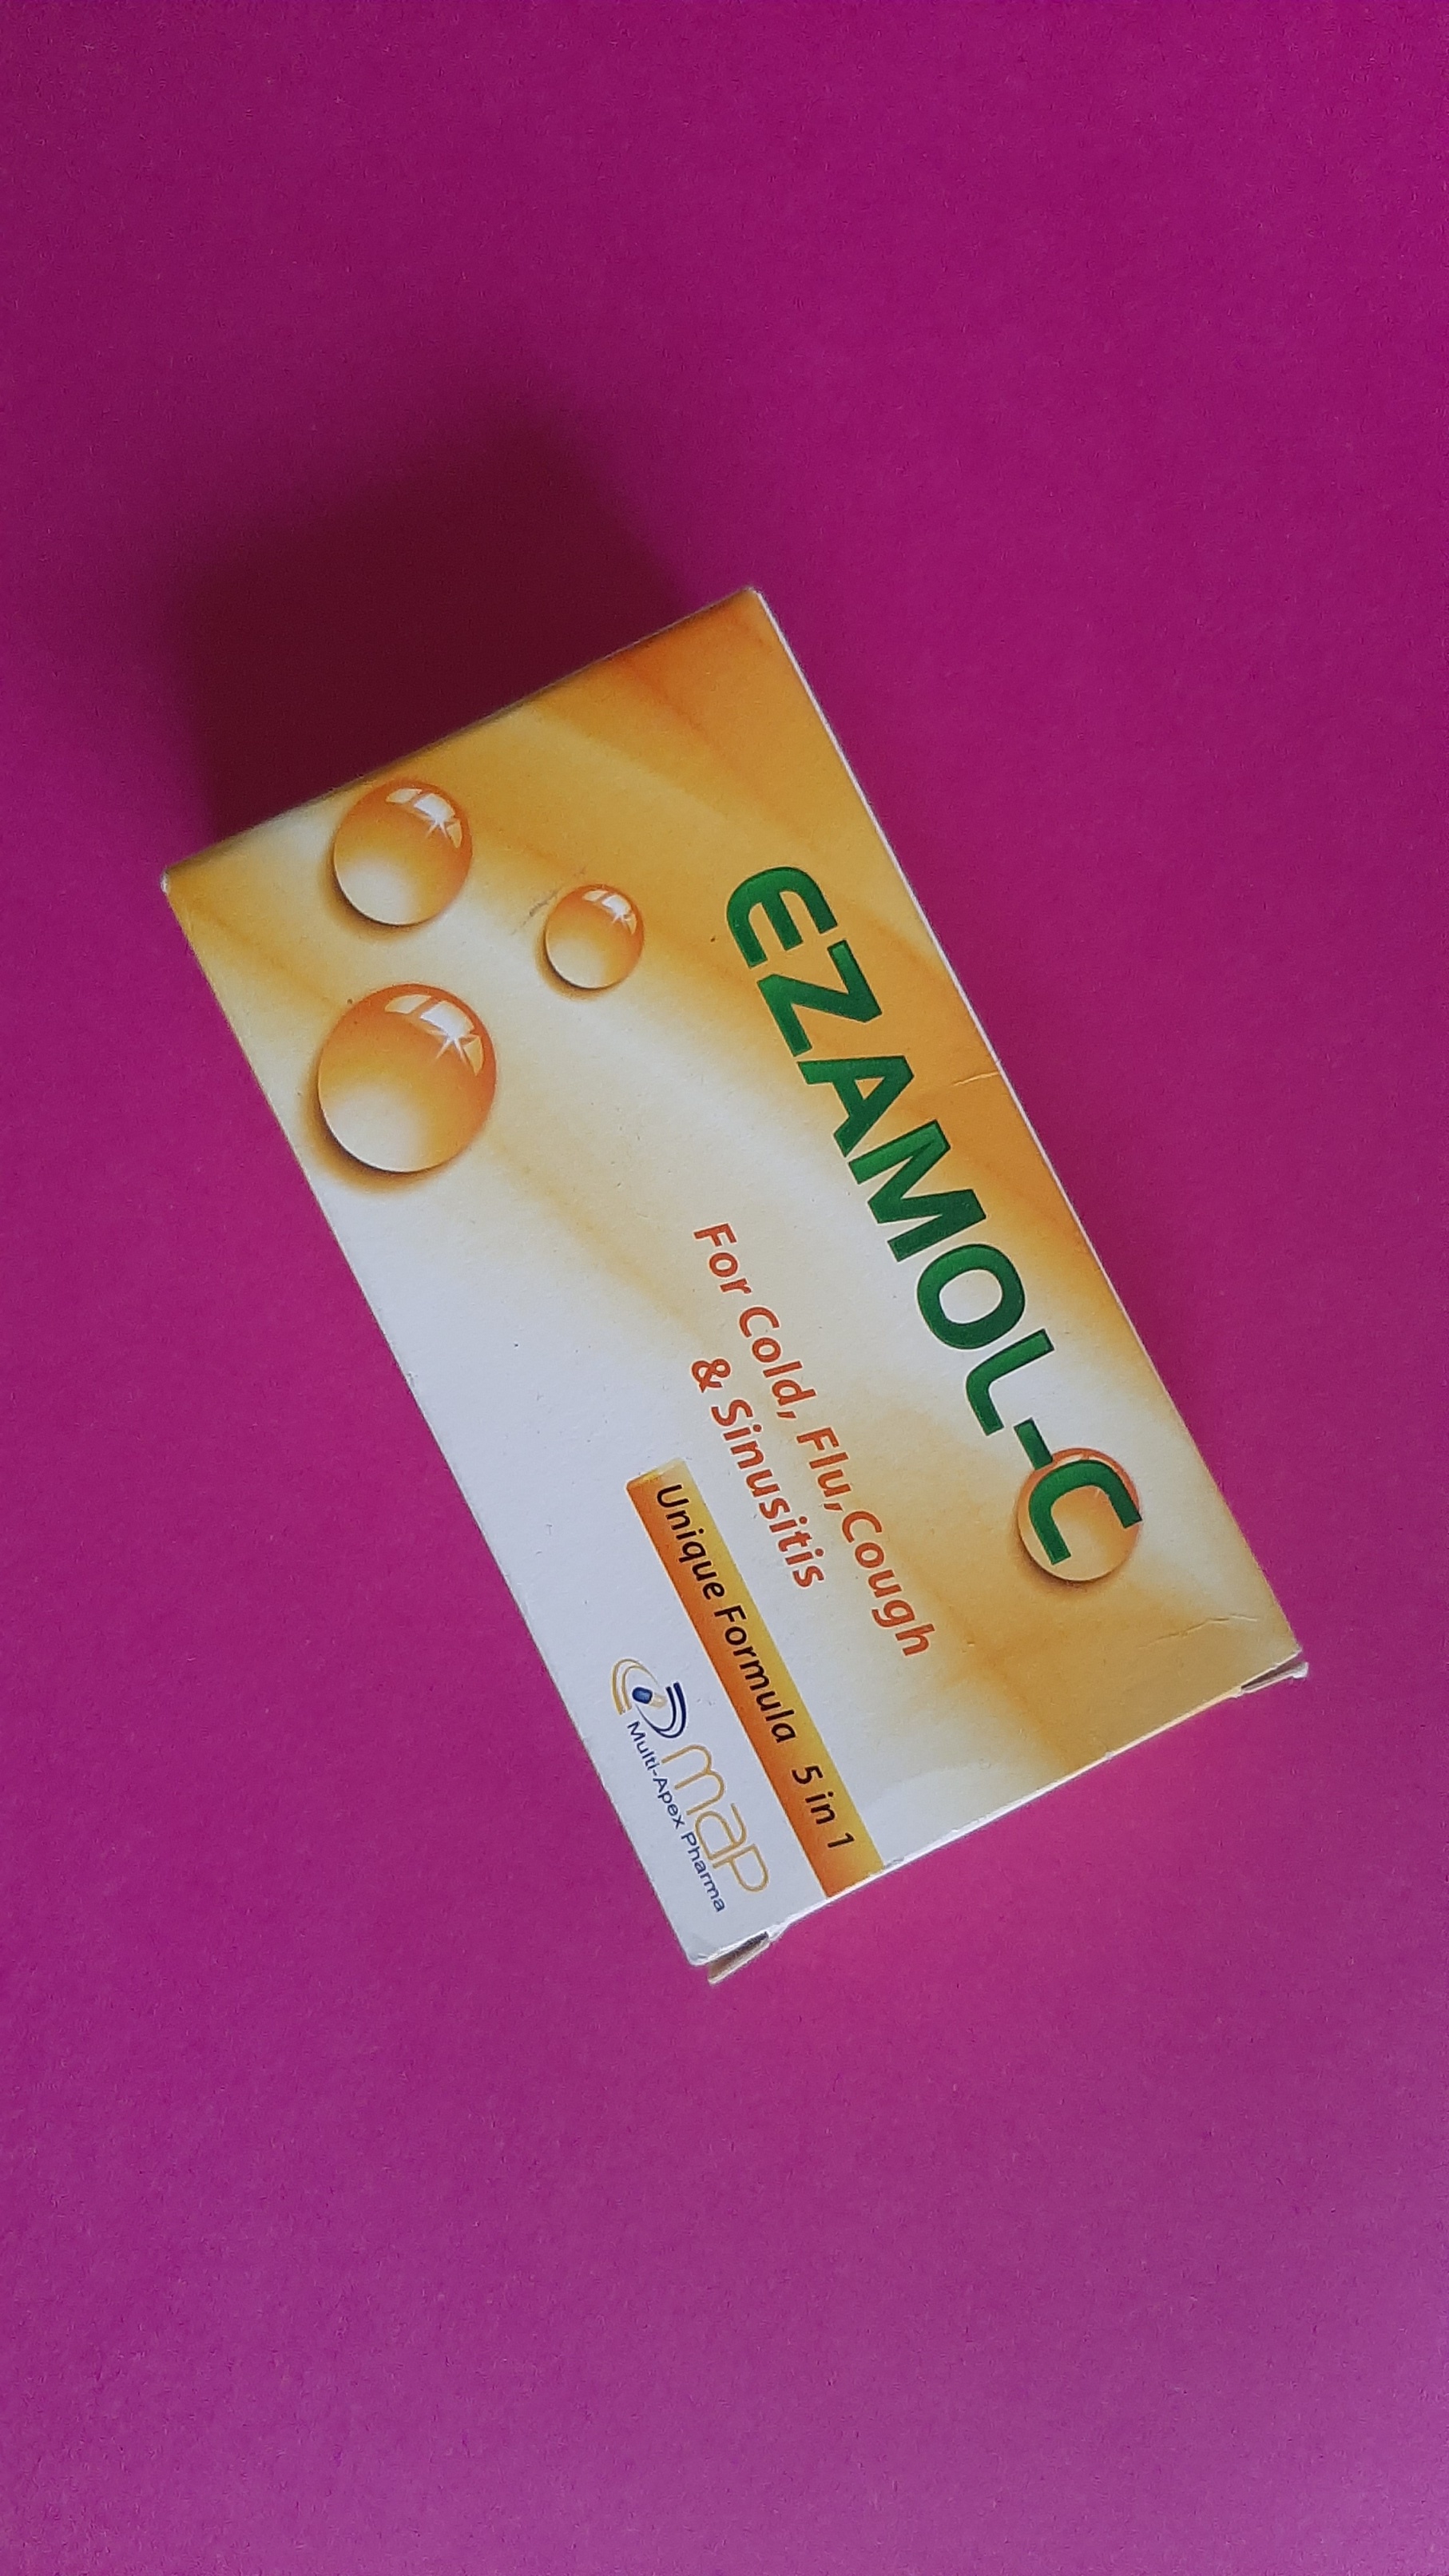 EZAMOL-C
For Cold, Flu,Cough
& Sinusitis
Unique Formula 5 in 1
map
Multi-Apex Pharma